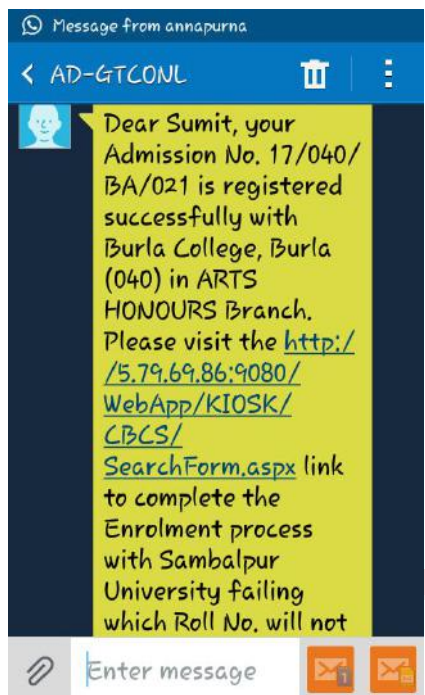 Message from annapurna
AD-GTCONL
Dear Sumit, your
Admission No. 17/040/
BA/021 is registered
successfully with
Burla College, Burla
(040) in ARTS
HONOURS Branch.
Please visit the http:/
/5.79.69.86:9080/
WebApp/KIOSK/
CBCS/
SearchForm.aspx link
to complete the
Enrolment process
with Sambalpur
University failing
which Roll No. will not
Enter message
1